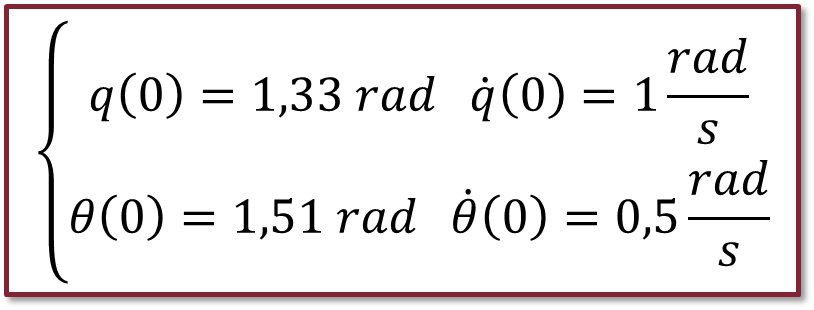 q(0) = 1,33 rad q̇(0) = 1 rad/s
θ(0) = 1,51 rad θ̇(0) = 0,5 rad/s